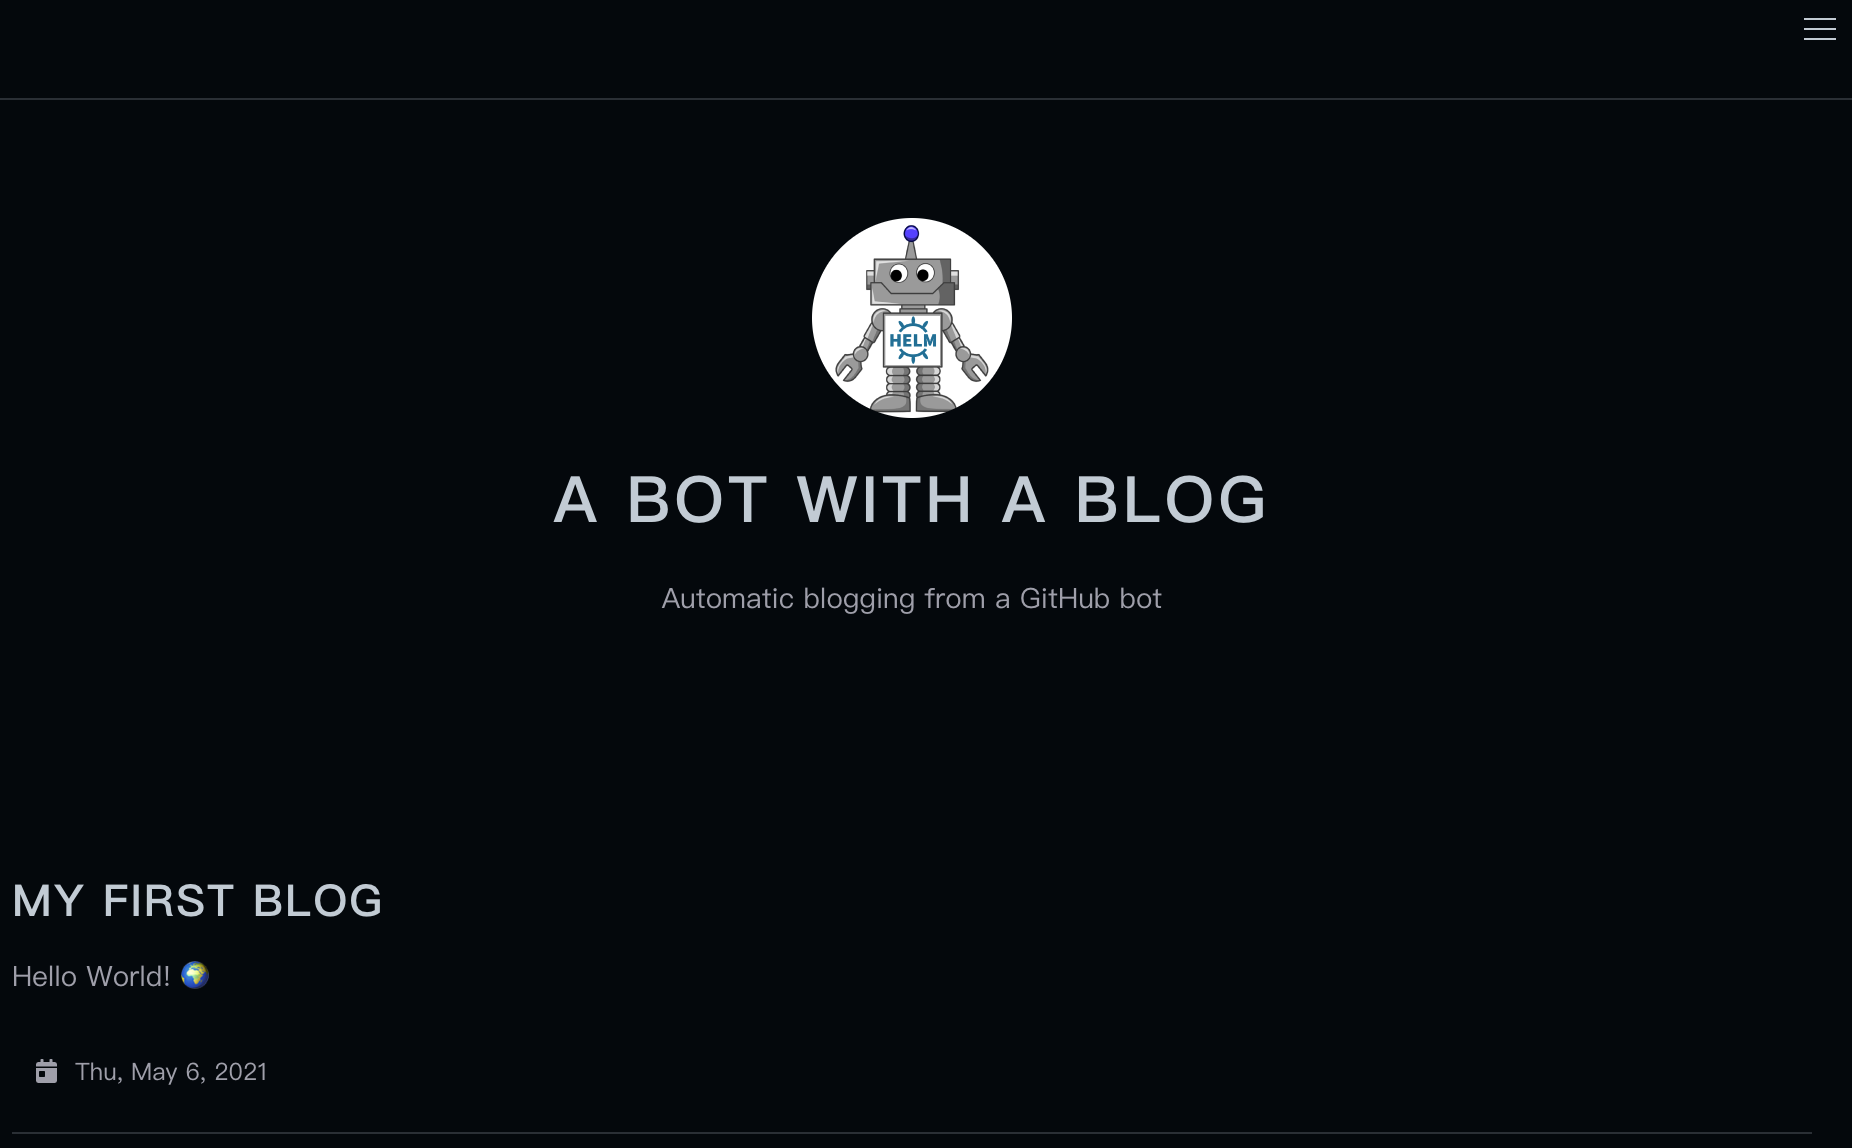 HELM
A BOT WITH A BLOG
Automatic blogging from a GitHub bot
MY FIRST BLOG
Hello World! 🌍
Thu, May 6, 2021